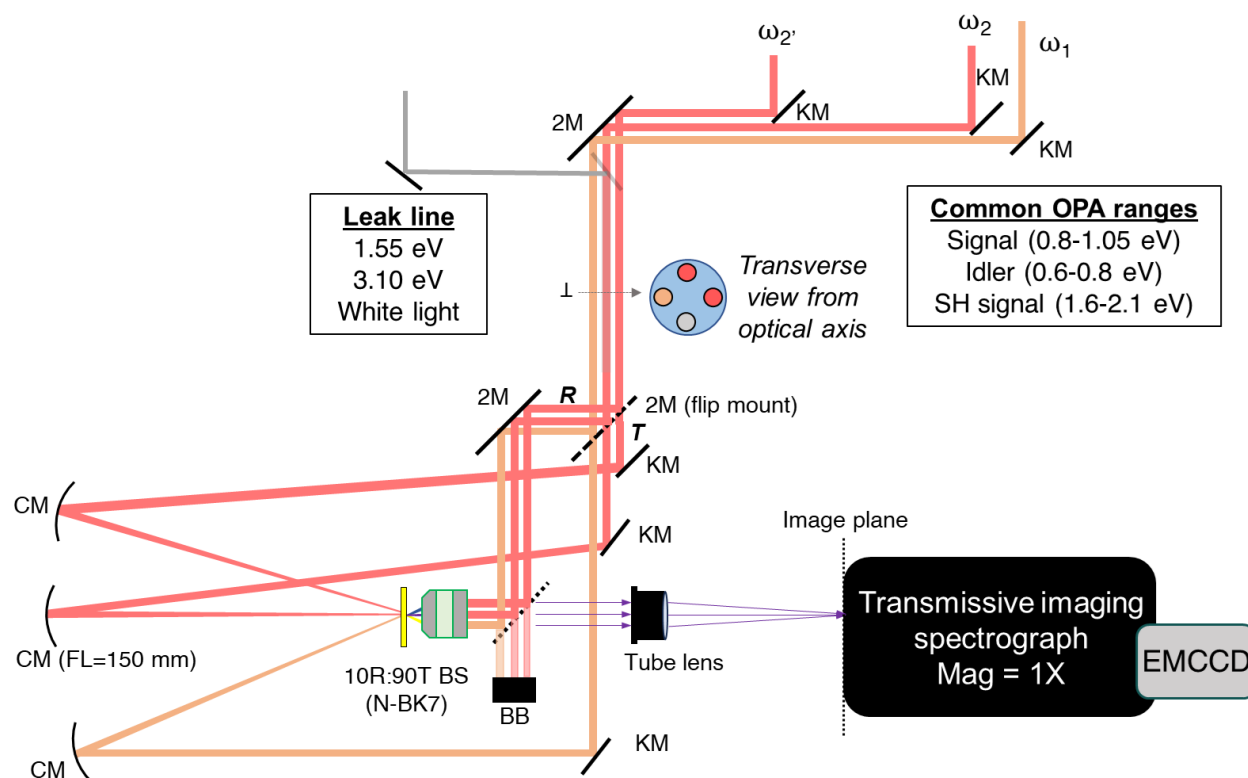 ω2'
ω2
ω1
KM
2M
KM
KM
Leak line
1.55 eV
3.10 eV
White light
Common OPA ranges
Signal (0.8-1.05 eV)
Idler (0.6-0.8 eV)
SH signal (1.6-2.1 eV)
⊥
Transverse
view from
optical axis
2M
R
2M (flip mount)
T
KM
CM
KM
Image plane
Transmissive imaging
spectrograph
Mag = 1X
EMCCD
CM (FL=150 mm)
10R:90T BS
(N-BK7)
Tube lens
BB
KM
CM